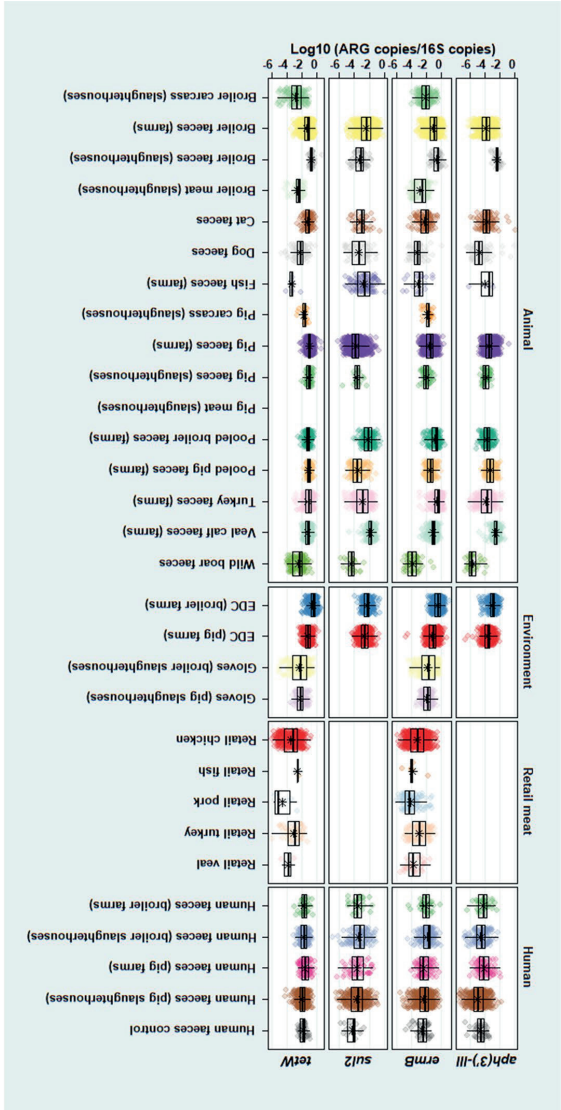 Log10 (ARG copies/16S copies)
-6 -4 -2 0 -6 -4 -2 0 -6 -4 -2 0 -6 -4 -2 0
Broiler carcass (slaughterhouses)
Broiler faeces (farms)
Broiler faeces (slaughterhouses)
Broiler meat (slaughterhouses)
Cat faeces
Dog faeces
Fish faeces (farms)
Pig carcass (slaughterhouses)
Pig faeces (farms)
Pig faeces (slaughterhouses)
Pig meat (slaughterhouses)
Pooled broiler faeces (farms)
Pooled pig faeces (farms)
Turkey faeces (farms)
Veal calf faeces (farms)
Wild boar faeces
Animal
EDC (broiler farms)
EDC (pig farms)
Gloves (broiler slaughterhouses)
Gloves (pig slaughterhouses)
Environment
Retail chicken
Retail fish
Retail pork
Retail turkey
Retail veal
Retail meat
Human faeces (broiler farms)
Human faeces (broiler slaughterhouses)
Human faeces (pig farms)
Human faeces (pig slaughterhouses)
Human faeces control
Human
tetW
sul2
ermB
aph(3')-III